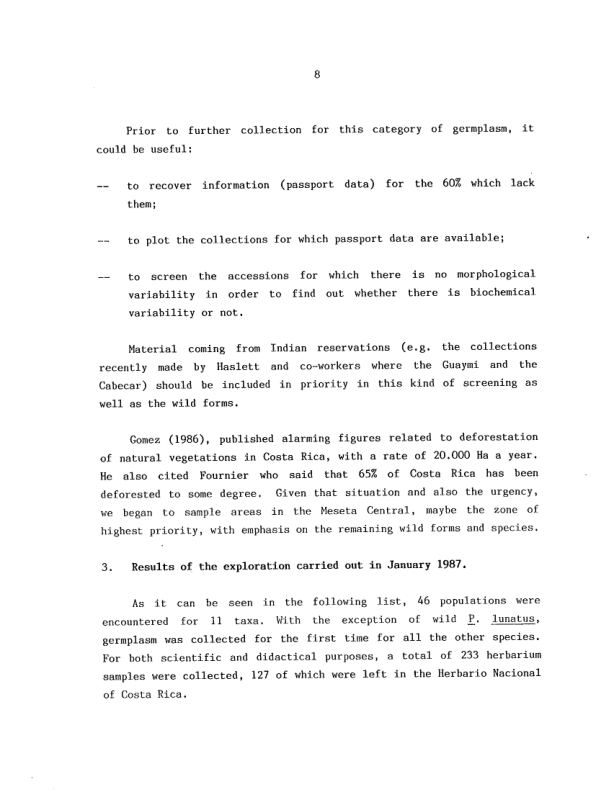 8
Prior to further collection for this category of germplasm, it
could be useful:
-- to recover information (passport data) for the 60% which lack
them;
-- to plot the collections for which passport data are available;
-- to screen the accessions for which there is no morphological
variability in order to find out whether there is biochemical
variability or not.
Material coming from Indian reservations (e.g. the collections
recently made by Haslett and co-workers where the Guaymi and the
Cabecar) should be included in priority in this kind of screening as
well as the wild forms.
Gomez (1986), published alarming figures related to deforestation
of natural vegetations in Costa Rica, with a rate of 20.000 Ha a year.
He also cited Fournier who said that 65% of Costa Rica has been
deforested to some degree. Given that situation and also the urgency,
we began to sample areas in the Meseta Central, maybe the zone of
highest priority, with emphasis on the remaining wild forms and species.
3. Results of the exploration carried out in January 1987.
As it can be seen in the following list, 46 populations were
encountered for 11 taxa. With the exception of wild P. lunatus,
germplasm was collected for the first time for all the other species.
For both scientific and didactical purposes, a total of 233 herbarium
samples were collected, 127 of which were left in the Herbario Nacional
of Costa Rica.